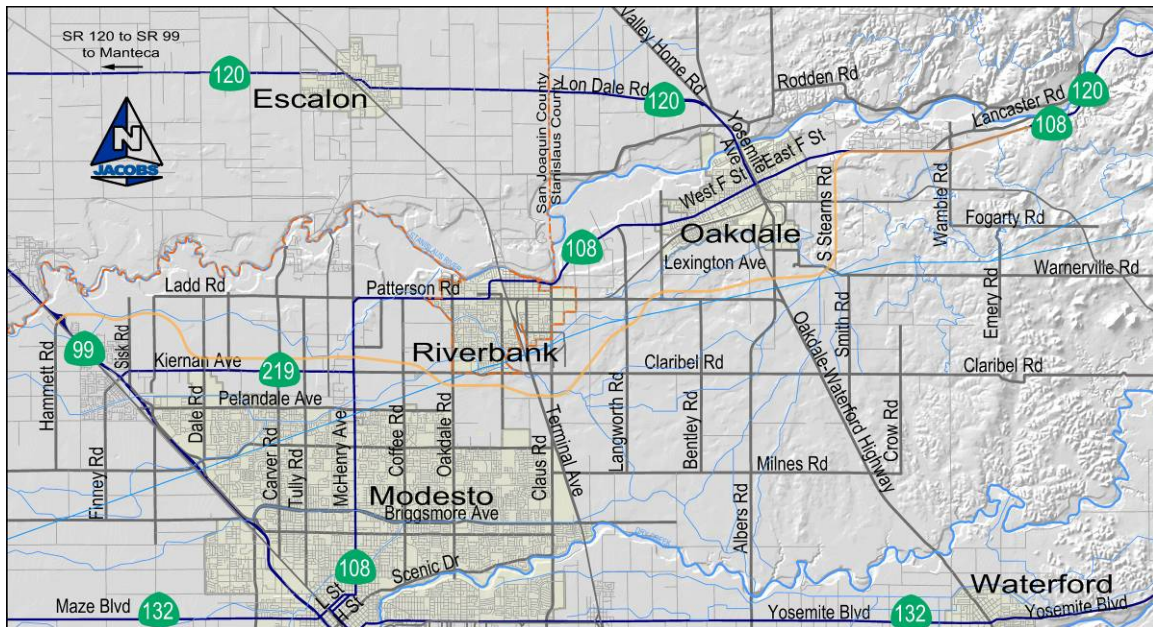 SR 120 to SR 99
to Manteca
120
Escalon
N
JACOBS
San Joaquin County
Stanislaus County
Valley Home Rd
Lon Dale Rd
120
Rodden Rd
Lancaster Rd
120
108
Yosemite
Ave
East F St
West F St
108
Oakdale
S Stearns Rd
Wamble Rd
Fogarty Rd
Lexington Ave
Warnerville Rd
Ladd Rd
Patterson Rd
Hammett Rd
99
Sisk Rd
Kiernan Ave
219
Riverbank
Claribel Rd
Smith Rd
Emery Rd
Claribel Rd
Pelandale Ave
Dale Rd
Carver Rd
Tully Rd
McHenry Ave
Coffee Rd
Oakdale Rd
Claus Rd
Terminal Ave
Langworth Rd
Bentley Rd
Oakdale-Waterford Highway
Crow Rd
Finney Rd
Milnes Rd
Albers Rd
Modesto
Briggsmore Ave
108
Scenic Dr
L St
H St
Maze Blvd
132
Yosemite Blvd
132
Waterford
Yosemite Blvd